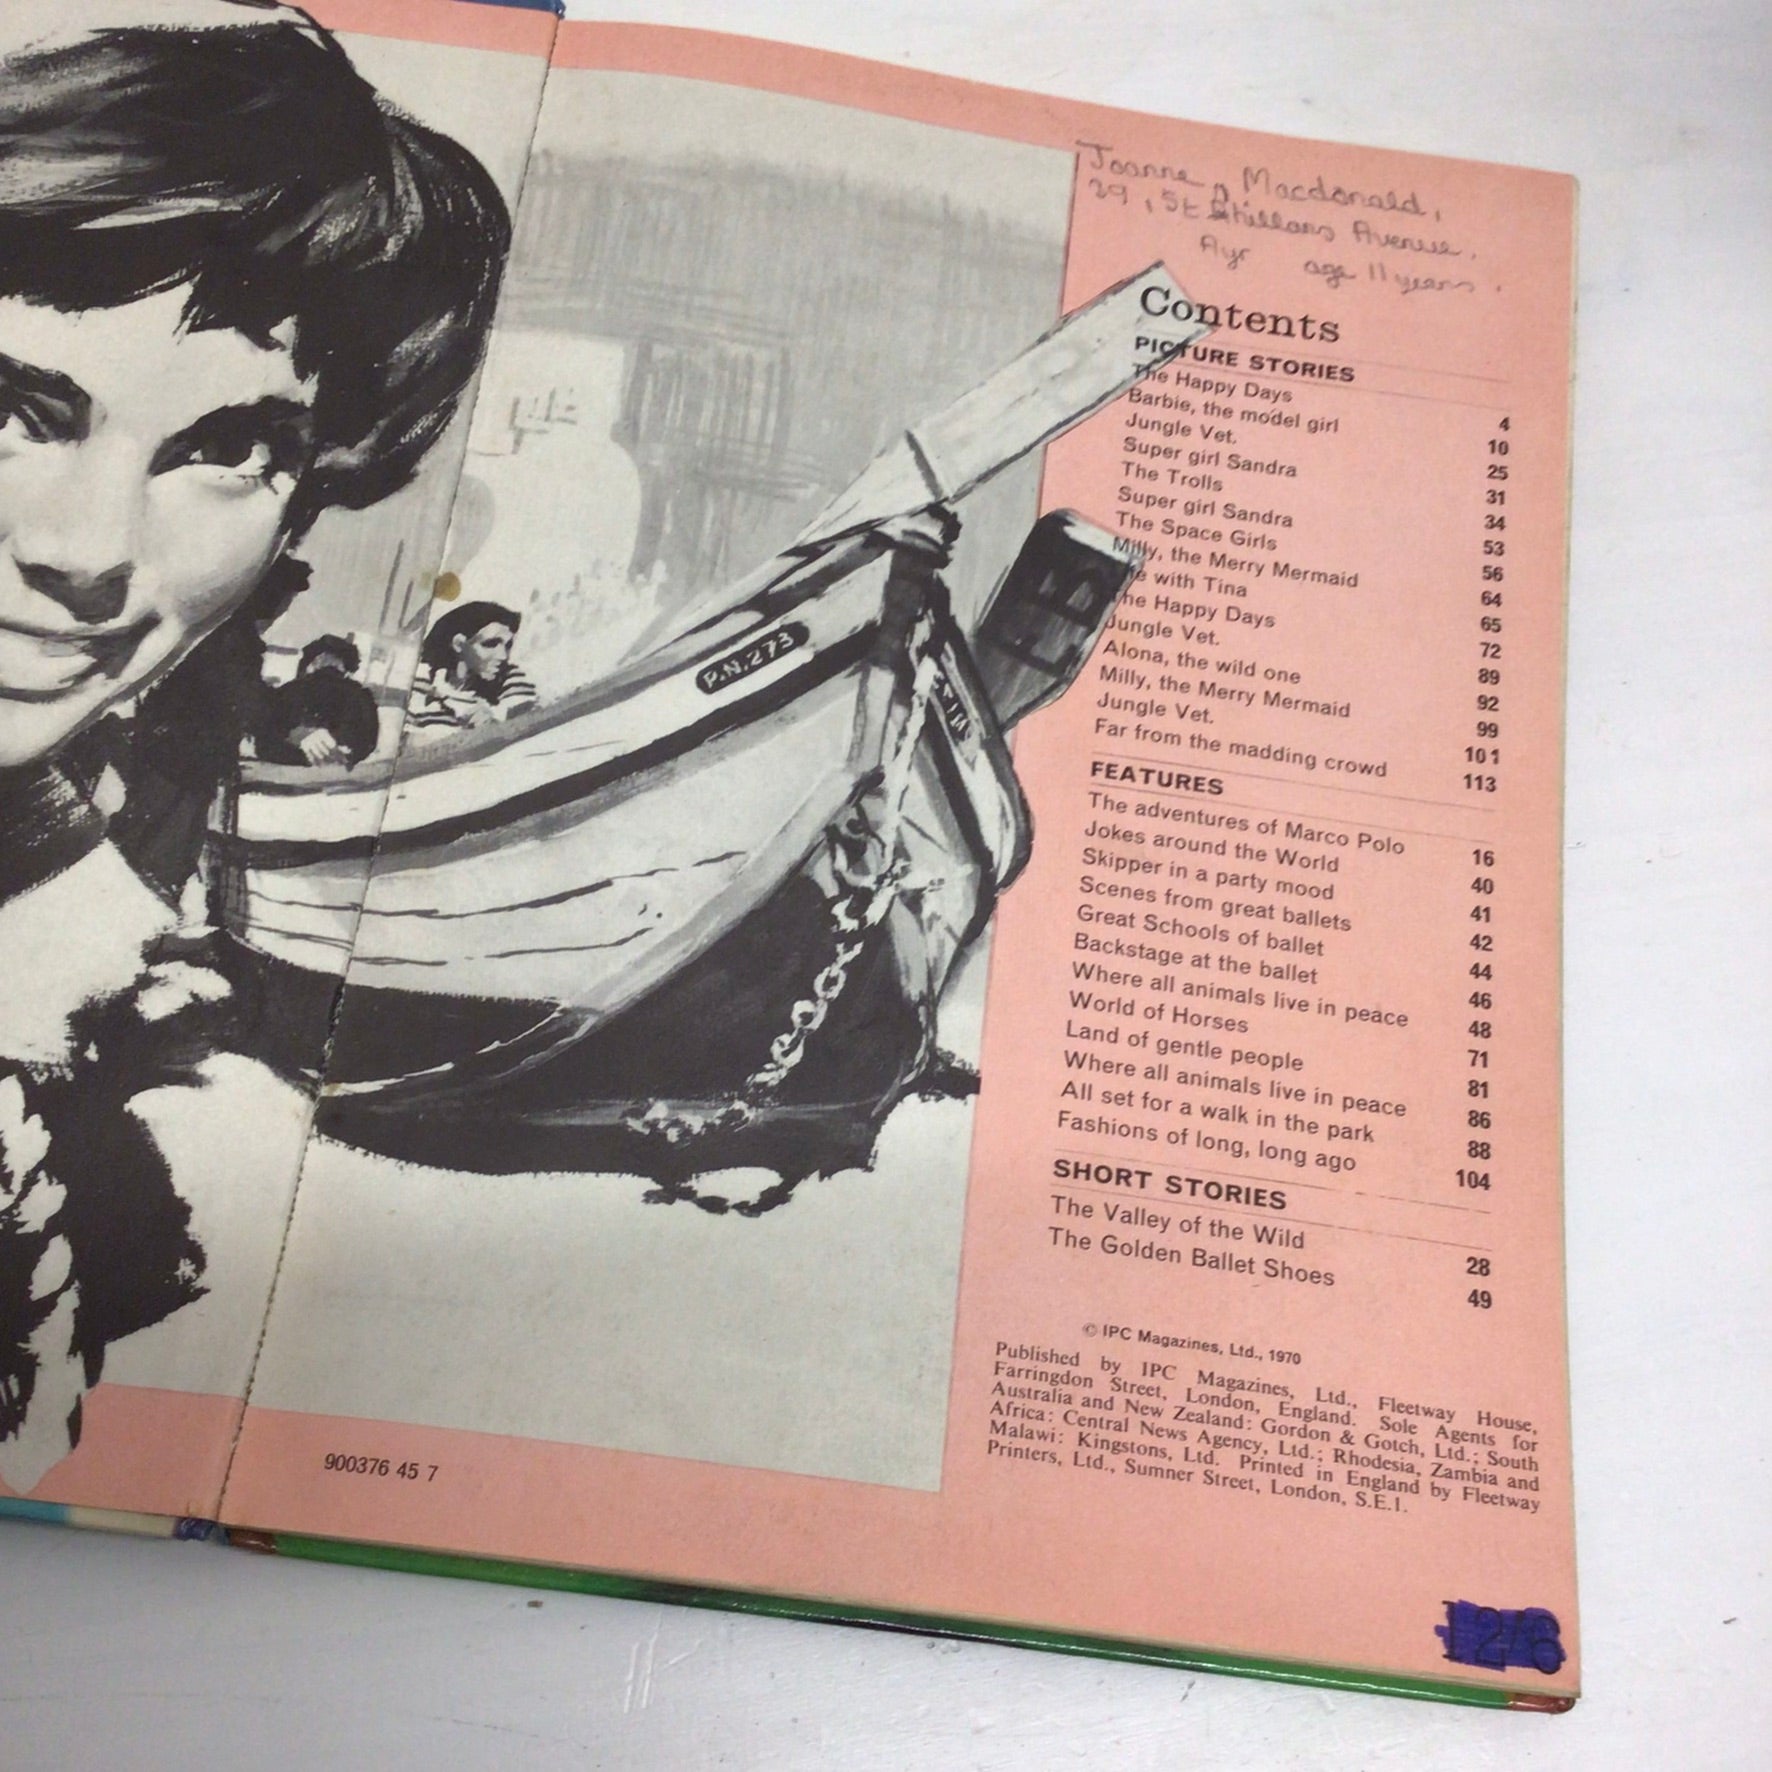 Joanne Macdonald,
St Avenue.
Ayr age 11 years.
Contents
PICTURE STORIES
The Happy Days 4
Barbie, the model girl 10
Jungle Vet. 25
Super girl Sandra 31
The Trolls 34
Super girl Sandra 53
The Space Girls 56
Milly, the Merry Mermaid 64
with Tina 65
The Happy Days 72
Jungle Vet. 89
Alona, the wild one 92
Milly, the Merry Mermaid 99
Jungle Vet. 101
Far from the madding crowd 113
FEATURES
The adventures of Marco Polo 16
Jokes around the World 40
Skipper in a party mood 41
Scenes from great ballets 42
Great Schools of ballet 44
Backstage at the ballet 46
Where all animals live in peace 48
World of Horses 71
Land of gentle people 81
Where all animals live in peace 86
All set for a walk in the park 88
Fashions of long, long ago 104
SHORT STORIES
The Valley of the Wild 28
The Golden Ballet Shoes 49
© IPC Magazines, Ltd., 1970
Published by IPC Magazines, Ltd., Fleetway House,
Farringdon Street, London, England. Sole Agents for
Australia and New Zealand: Gordon & Gotch, Ltd.; South
Africa: Central News Agency, Ltd.; Rhodesia, Zambia and
Malawi: Kingstons, Ltd. Printed in England by Fleetway
Printers, Ltd., Sumner Street, London, S.E.1.
P.N.273
HB
900376 45 7
12/6